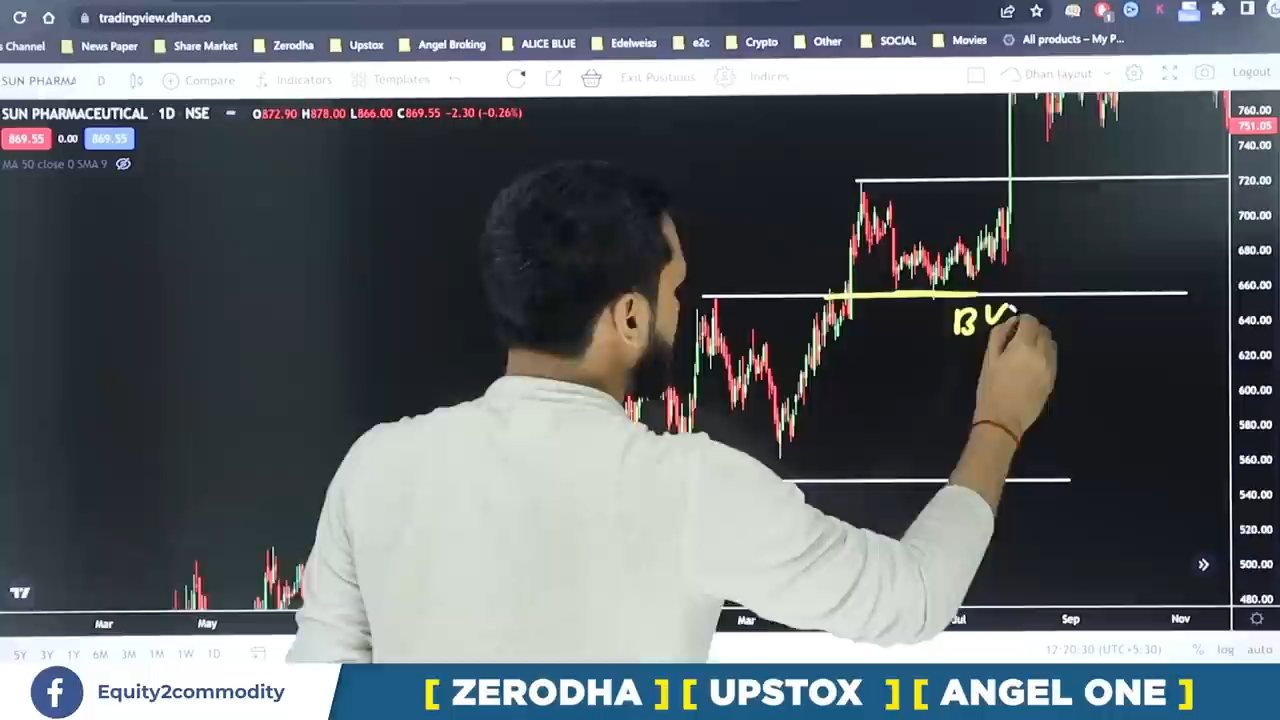 tradingview.dhan.co
s Channel News Paper Share Market Zerodha Upstox Angel Broking ALICE BLUE Edelweiss e2c Crypto Other SOCIAL Movies All products – My P...
SUN PHARMA D Compare Indicators Templates Exit Positions Indices Dhan layout Logout
SUN PHARMACEUTICAL · 1D NSE O872.90 H878.00 L866.00 C869.55 −2.30 (−0.26%)
869.55 0.00 869.55
MA 50 close 0 SMA 9
760.00
751.05
740.00
720.00
700.00
680.00
660.00
640.00
620.00
600.00
580.00
560.00
540.00
520.00
500.00
480.00
BU
Mar May Mar Jul Sep Nov
5Y 3Y 1Y 6M 3M 1M 1W 1D 12:20:30 (UTC+5:30) % log auto
Equity2commodity [ ZERODHA ] [ UPSTOX ] [ ANGEL ONE ]